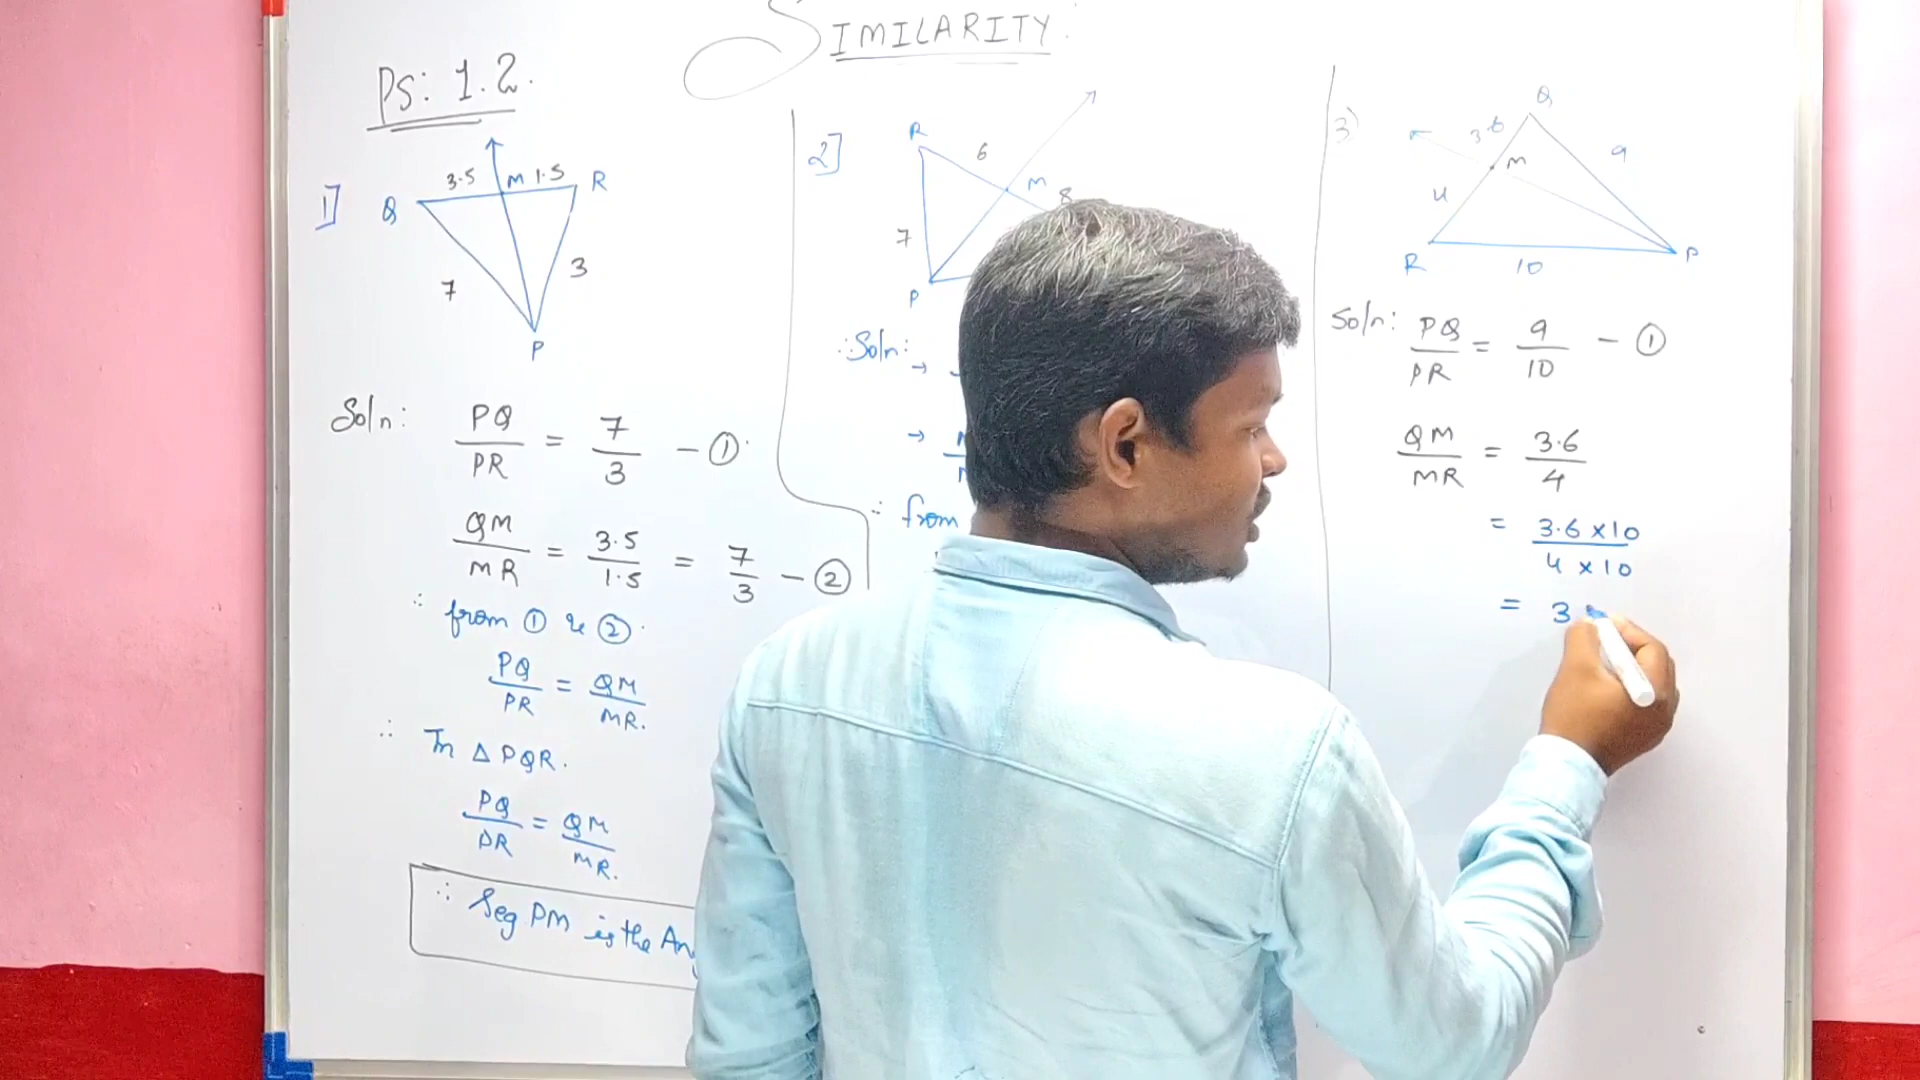 SIMILARITY:
Ps: 1.2.
1]
3.5 M 1.5 R
Q
7
3
P
Soln: PQ/PR = 7/3 - ①
QM/MR = 3.5/1.5 = 7/3 - ②
∴ from ① & ②.
PQ/PR = QM/MR.
∴ In Δ PQR.
PQ/PR = QM/MR.
∴ Seg PM is the
2]
R
6
M
8
7
P
∴ Soln:
→
→
∴ from
3)
Q
3.6
M
9
4
R
10
P
Soln: PQ/PR = 9/10 - ①
QM/MR = 3.6/4
= 3.6 x 10/4 x 10
= 3